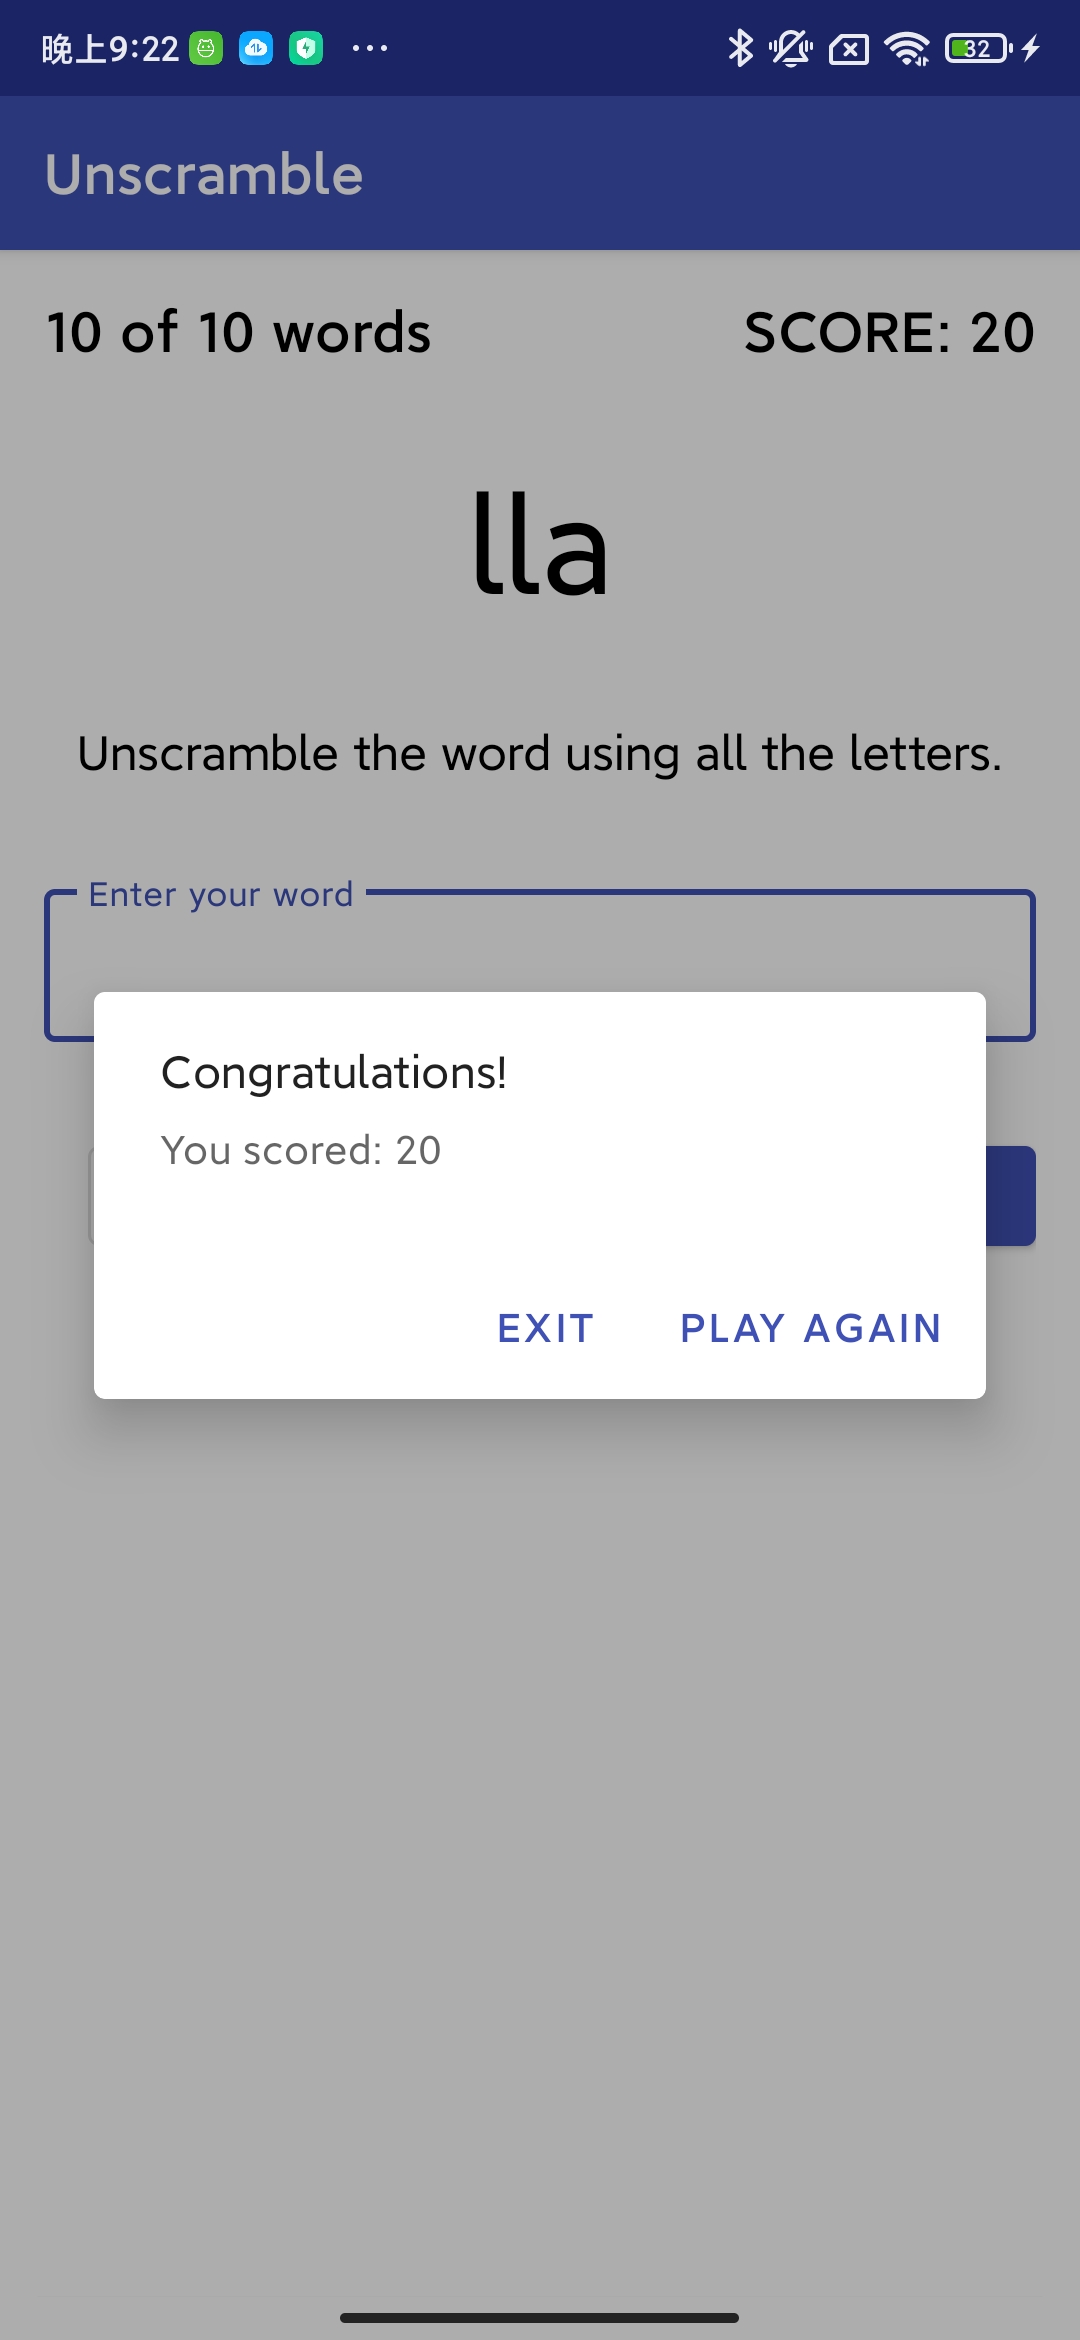 晚上9:22
32
Unscramble
10 of 10 words
SCORE: 20
lla
Unscramble the word using all the letters.
Enter your word
Congratulations!
You scored: 20
EXIT
PLAY AGAIN